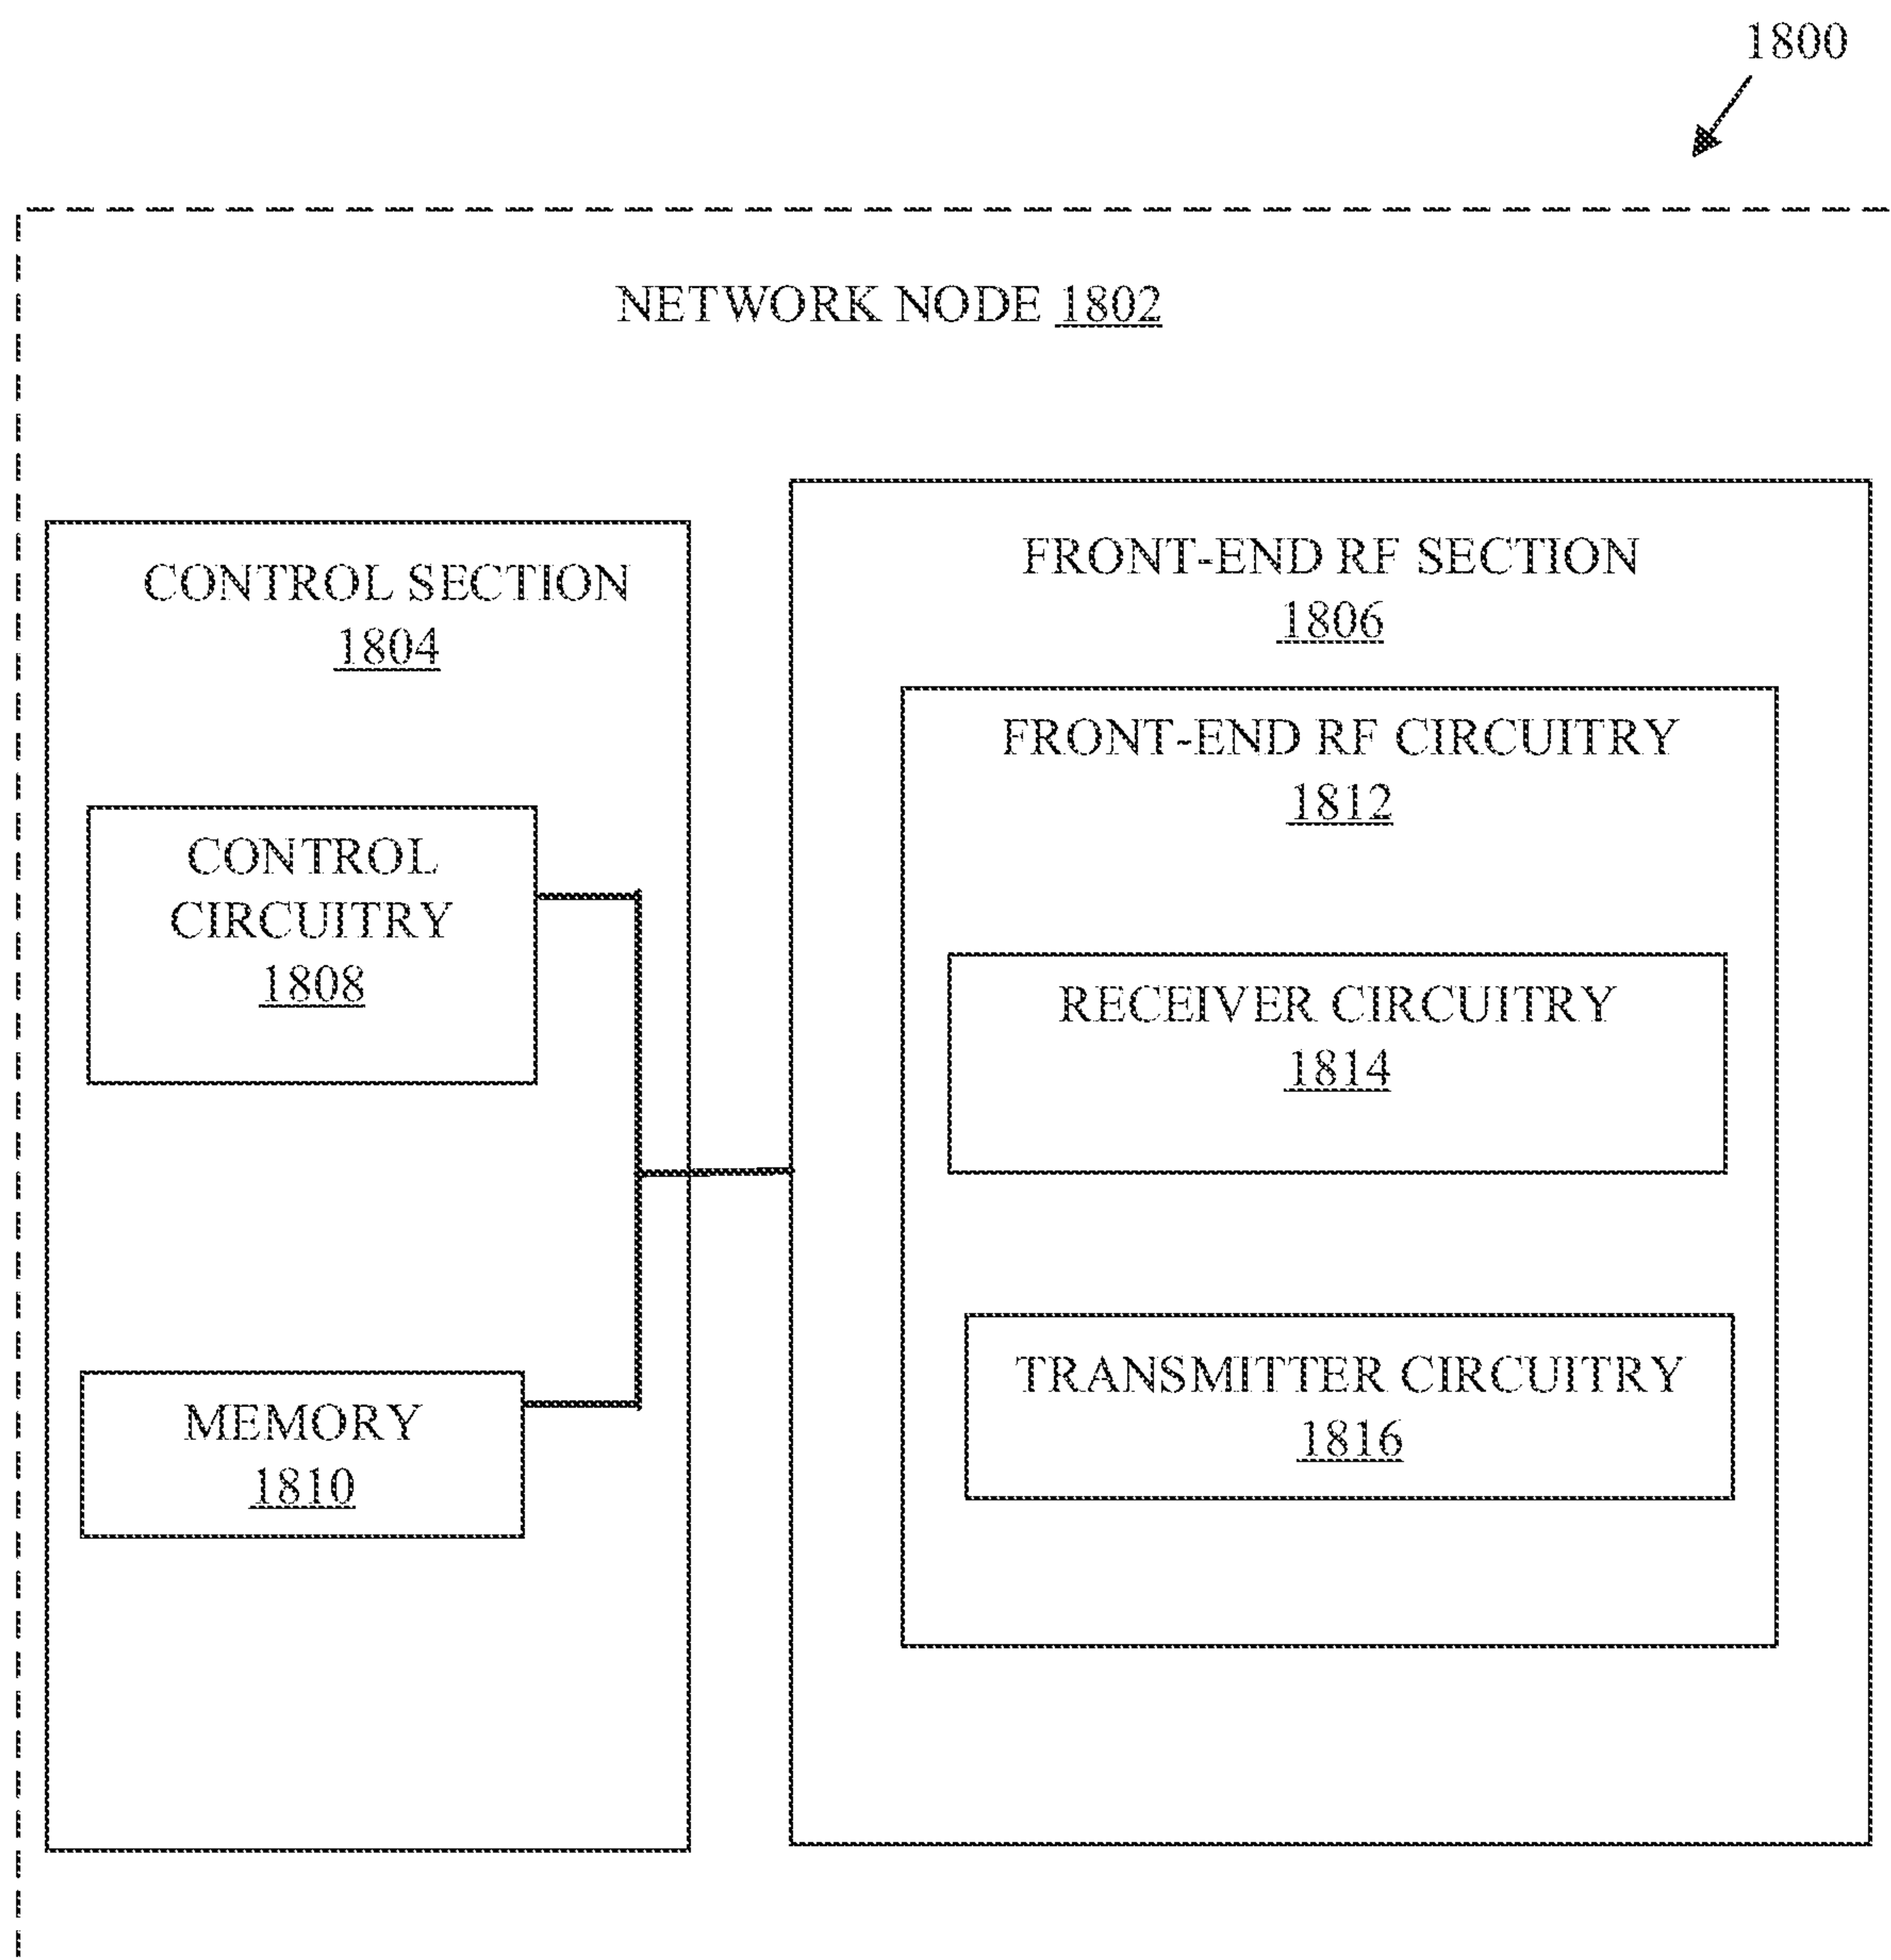 1800
NETWORK NODE 1802
CONTROL SECTION
1804
CONTROL
CIRCUITRY
1808
MEMORY
1810
FRONT-END RF SECTION
1806
FRONT-END RF CIRCUITRY
1812
RECEIVER CIRCUITRY
1814
TRANSMITTER CIRCUITRY
1816